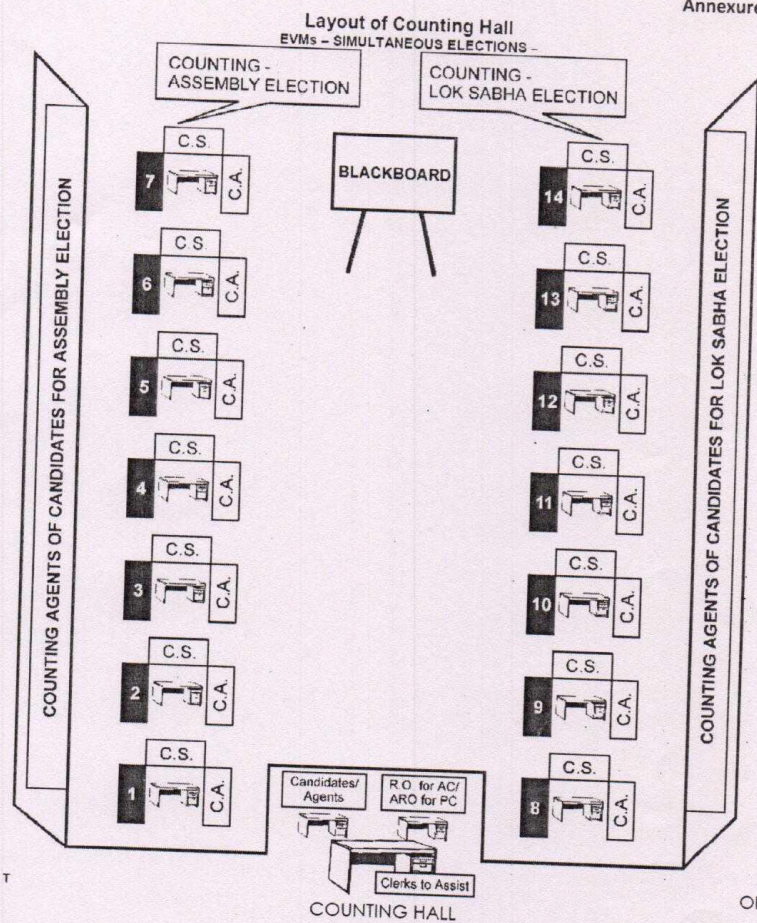 Annexure
Layout of Counting Hall
EVMs – SIMULTANEOUS ELECTIONS –
COUNTING -
ASSEMBLY ELECTION
COUNTING -
LOK SABHA ELECTION
BLACKBOARD
COUNTING AGENTS OF CANDIDATES FOR ASSEMBLY ELECTION
C.S.
7
C.A.
C.S.
6
C.A.
C.S.
5
C.A.
C.S.
4
C.A.
C.S.
3
C.A.
C.S.
2
C.A.
C.S.
1
C.A.
C.S.
14
C.A.
C.S.
13
C.A.
C.S.
12
C.A.
C.S.
11
C.A.
C.S.
10
C.A.
C.S.
9
C.A.
C.S.
8
C.A.
COUNTING AGENTS OF CANDIDATES FOR LOK SABHA ELECTION
Candidates/
Agents
R.O. for AC/
ARO for PC
Clerks to Assist
COUNTING HALL
T